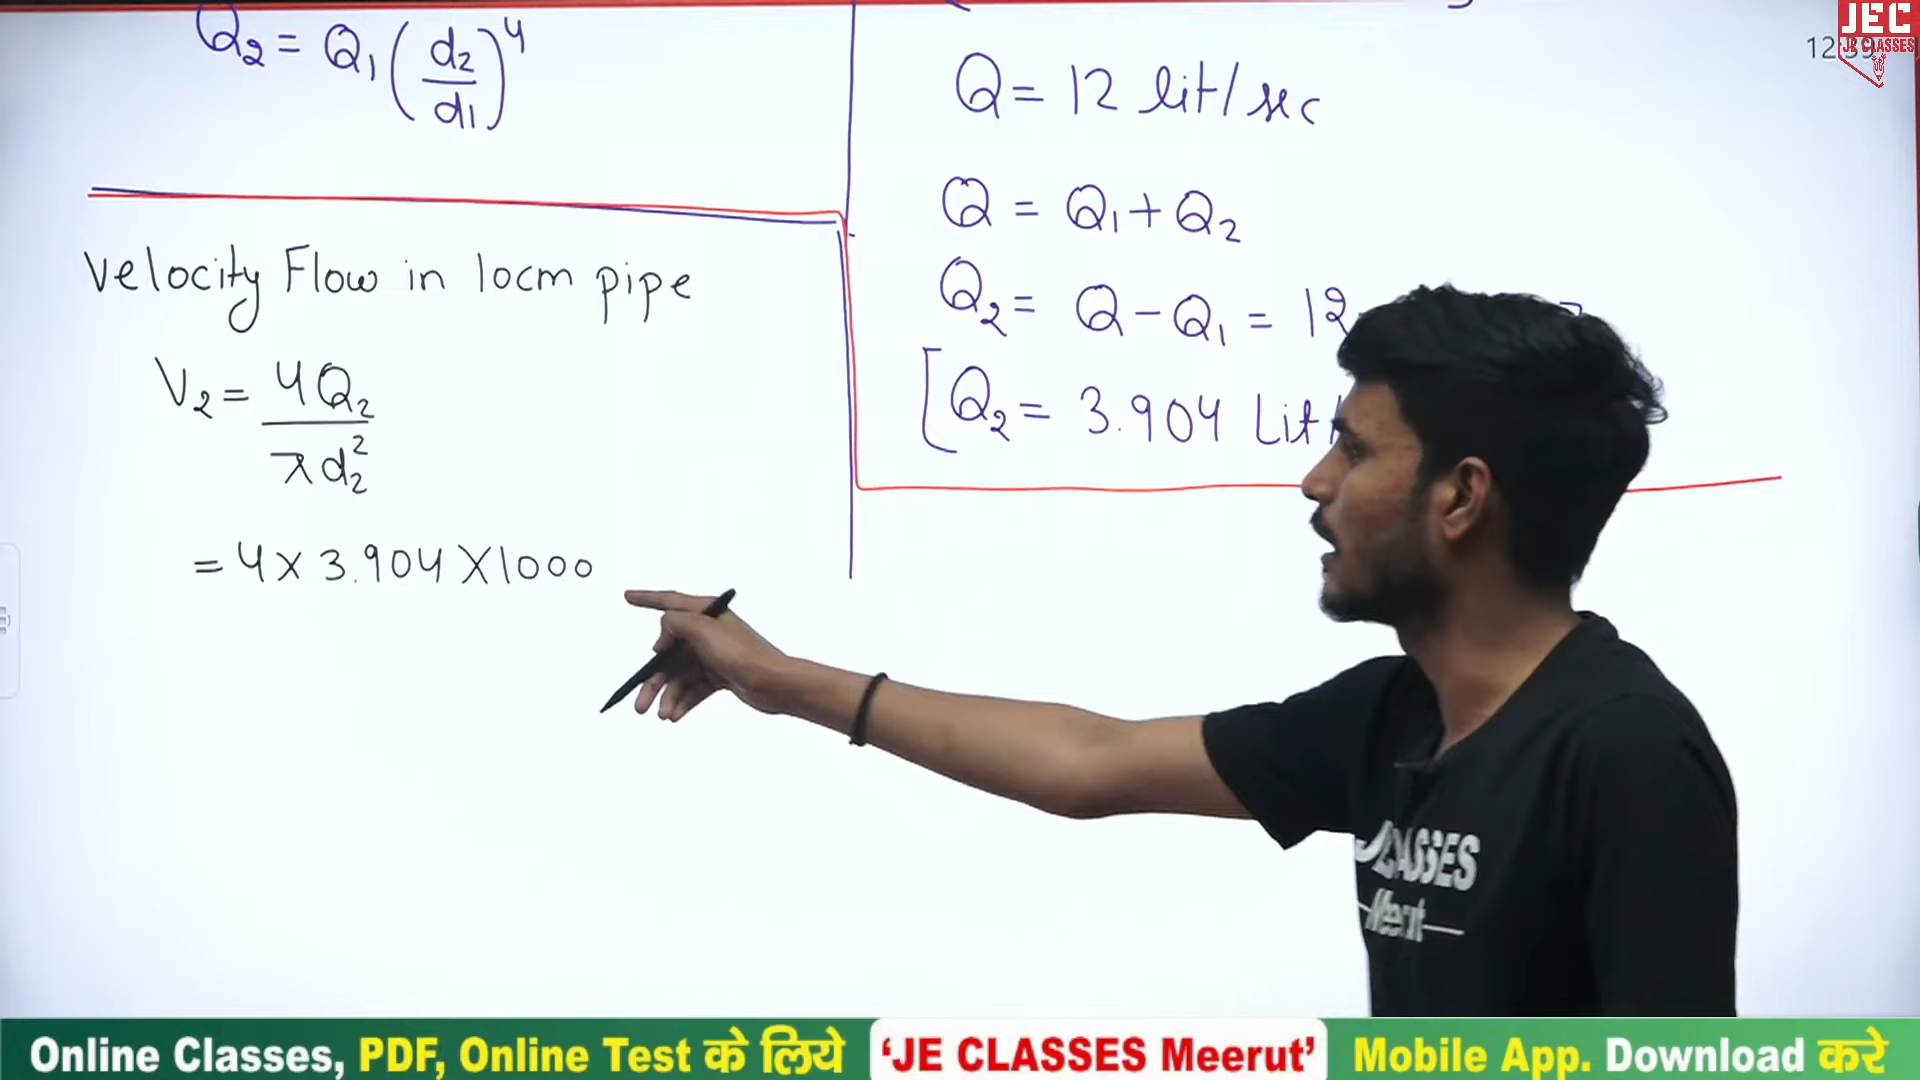 Q₂ = Q₁ (d₂/d₁)⁴
Velocity Flow in 10cm pipe
V₂ = 4Q₂/πd₂²
= 4 × 3.904 × 1000
Q = 12 lit/sec
Q = Q₁ + Q₂
Q₂ = Q - Q₁ = 12
[Q₂ = 3.904 Lit/
JEC
JE CLASSES
JE CLASSES
Meerut
Online Classes, PDF, Online Test के लिये 'JE CLASSES Meerut' Mobile App. Download करे